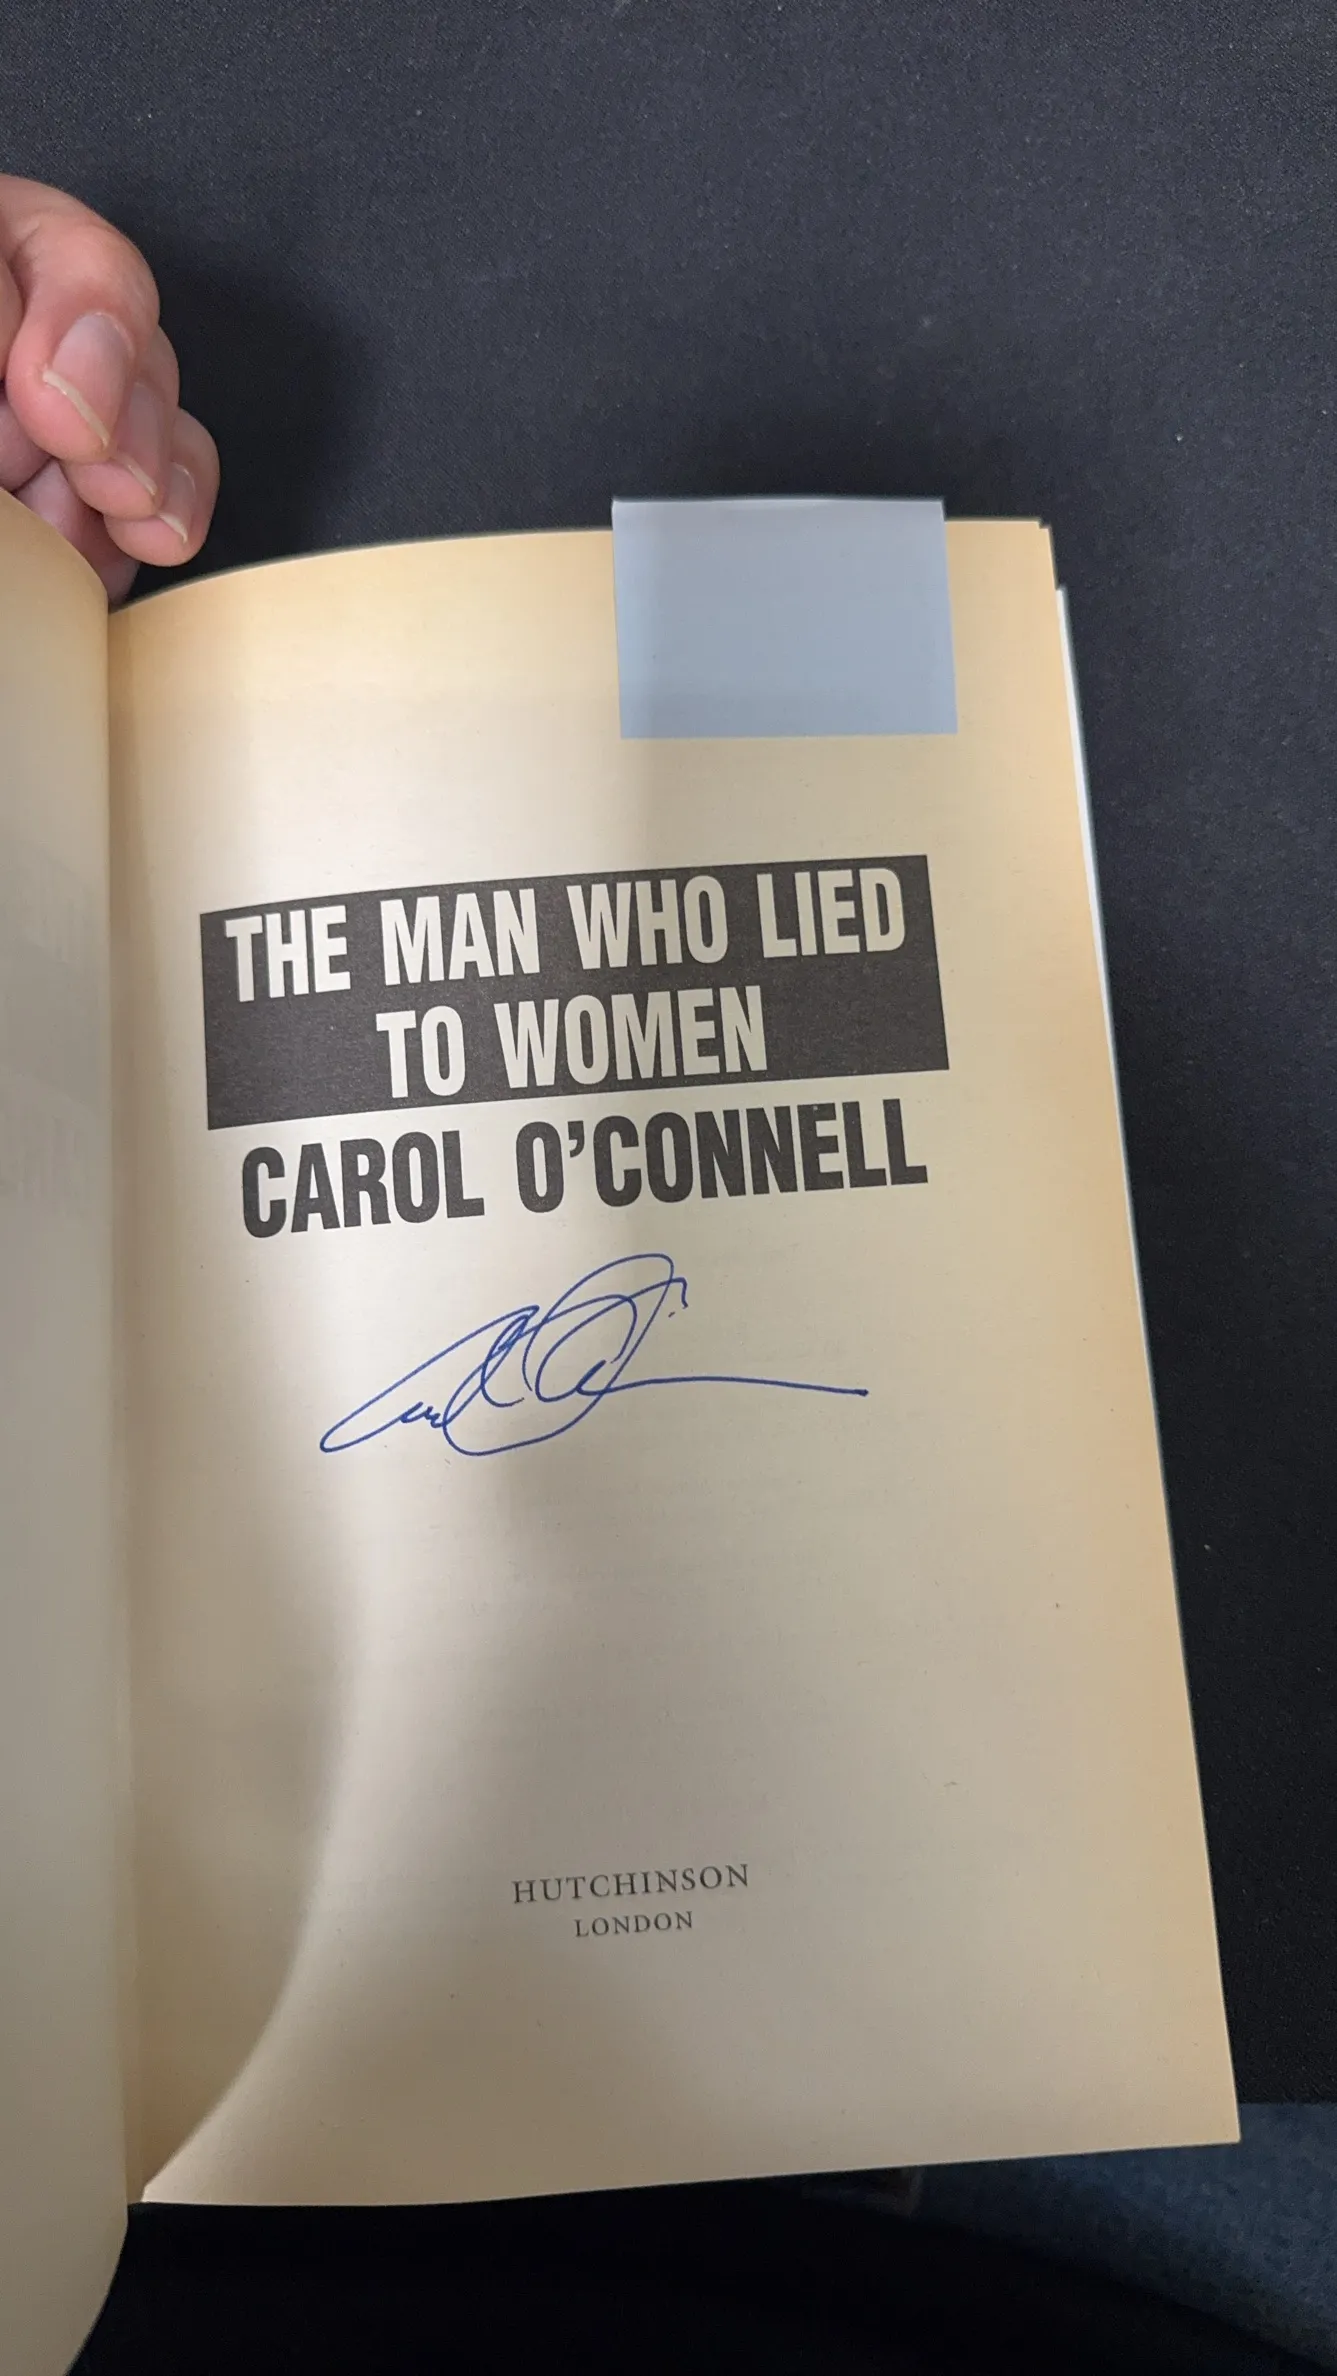 THE MAN WHO LIED
TO WOMEN
CAROL O'CONNELL
HUTCHINSON
LONDON